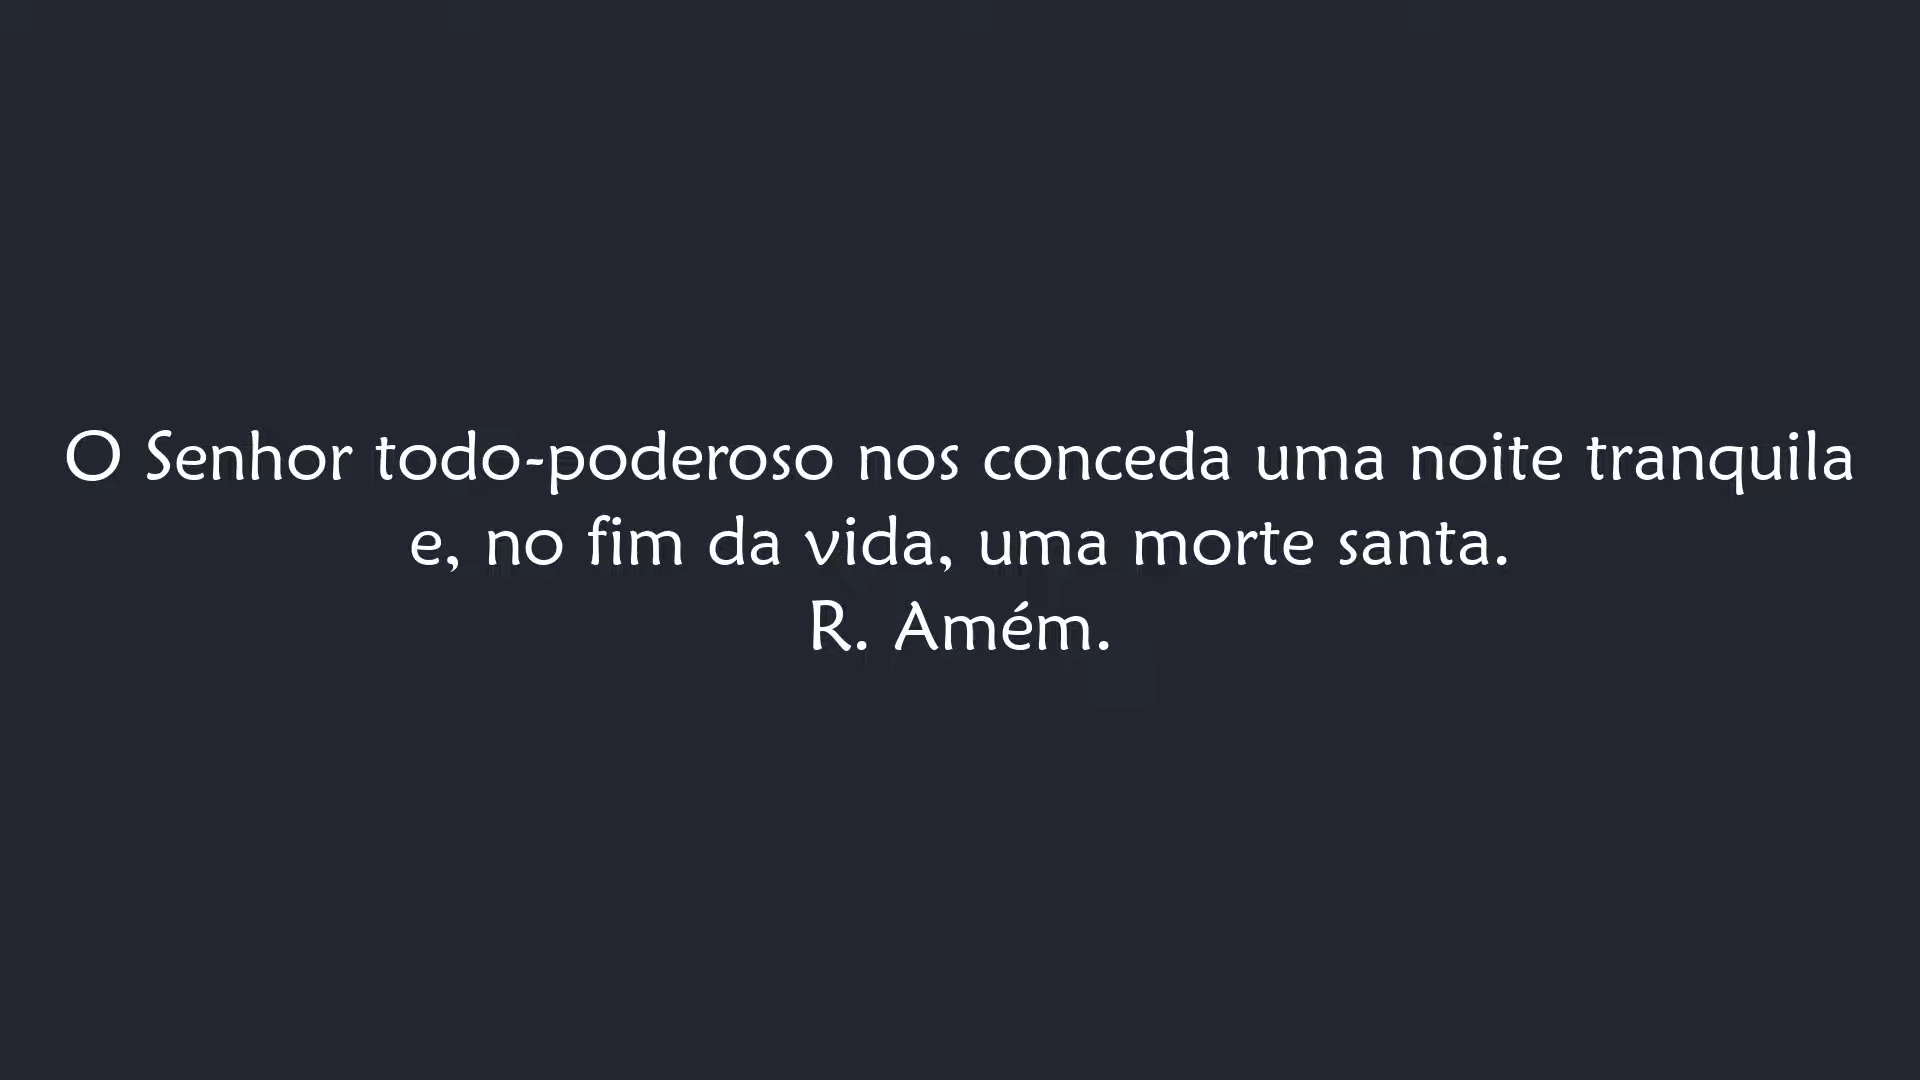 O Senhor todo-poderoso nos conceda uma noite tranquila
e, no fim da vida, uma morte santa.
R. Amém.